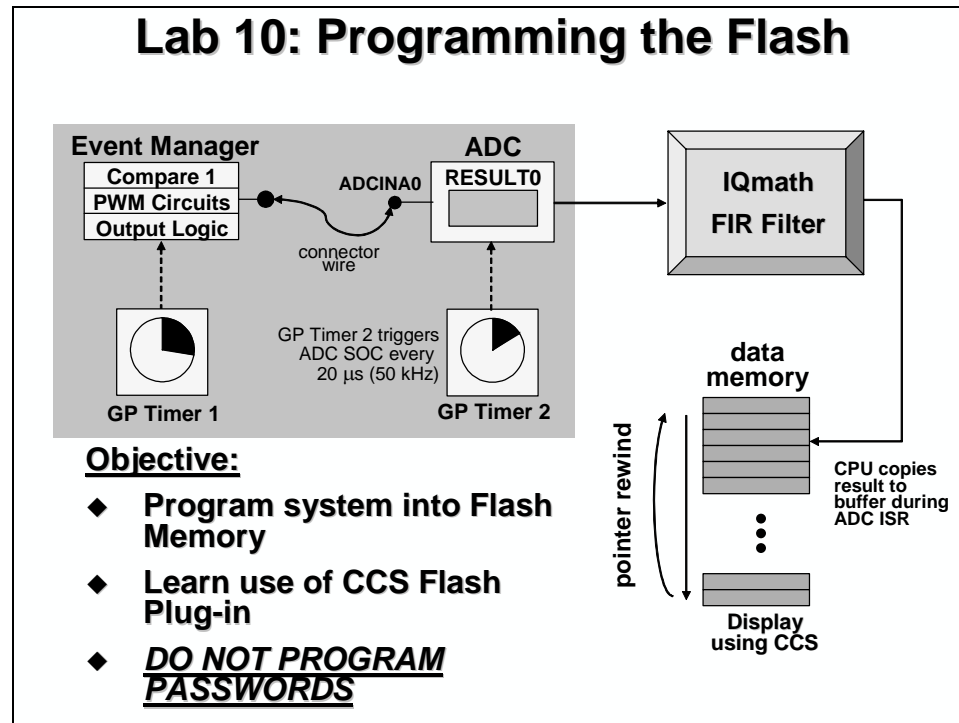 Lab 10: Programming the Flash
Event Manager
Compare 1
PWM Circuits
Output Logic
ADCINA0
connector
wire
ADC
RESULT0
IQmath
FIR Filter
GP Timer 1
GP Timer 2 triggers
ADC SOC every
20 μs (50 kHz)
GP Timer 2
data
memory
pointer rewind
CPU copies
result to
buffer during
ADC ISR
Display
using CCS
Objective:
◆ Program system into Flash
Memory
◆ Learn use of CCS Flash
Plug-in
◆ DO NOT PROGRAM
PASSWORDS